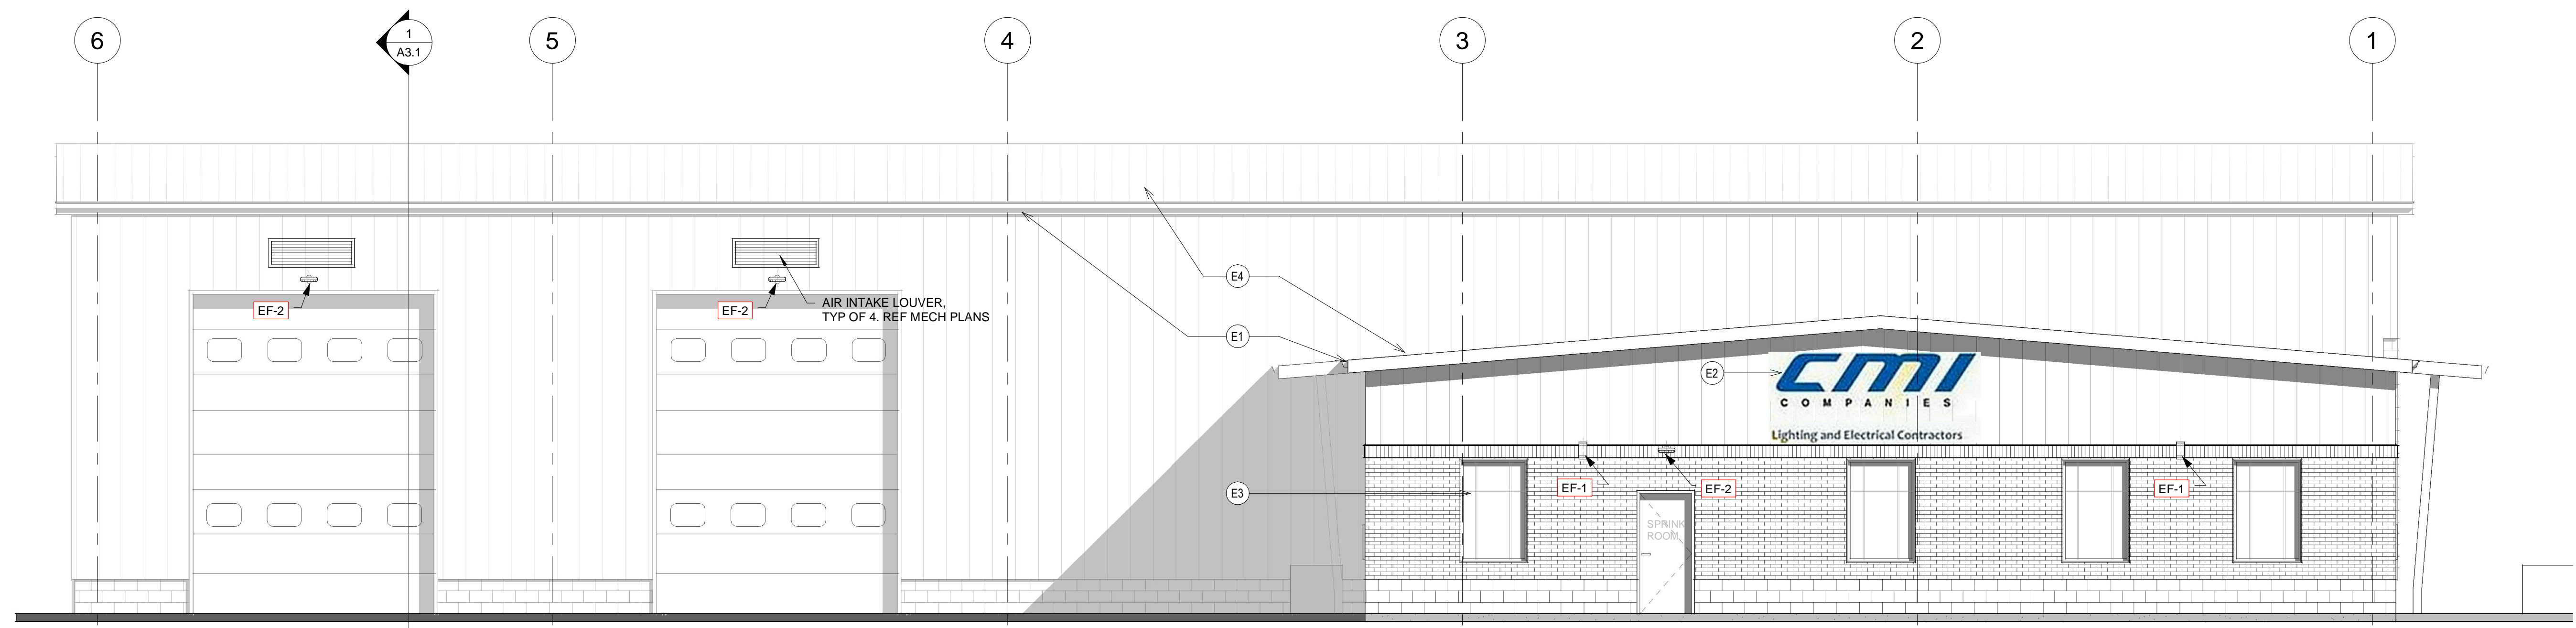 6
1
A3.1
5
4
3
2
1
E4
EF-2
EF-2
AIR INTAKE LOUVER,
TYP OF 4. REF MECH PLANS
E1
E2
CMI
COMPANIES
Lighting and Electrical Contractors
E3
EF-1
EF-2
EF-1
SPRINK
ROOM